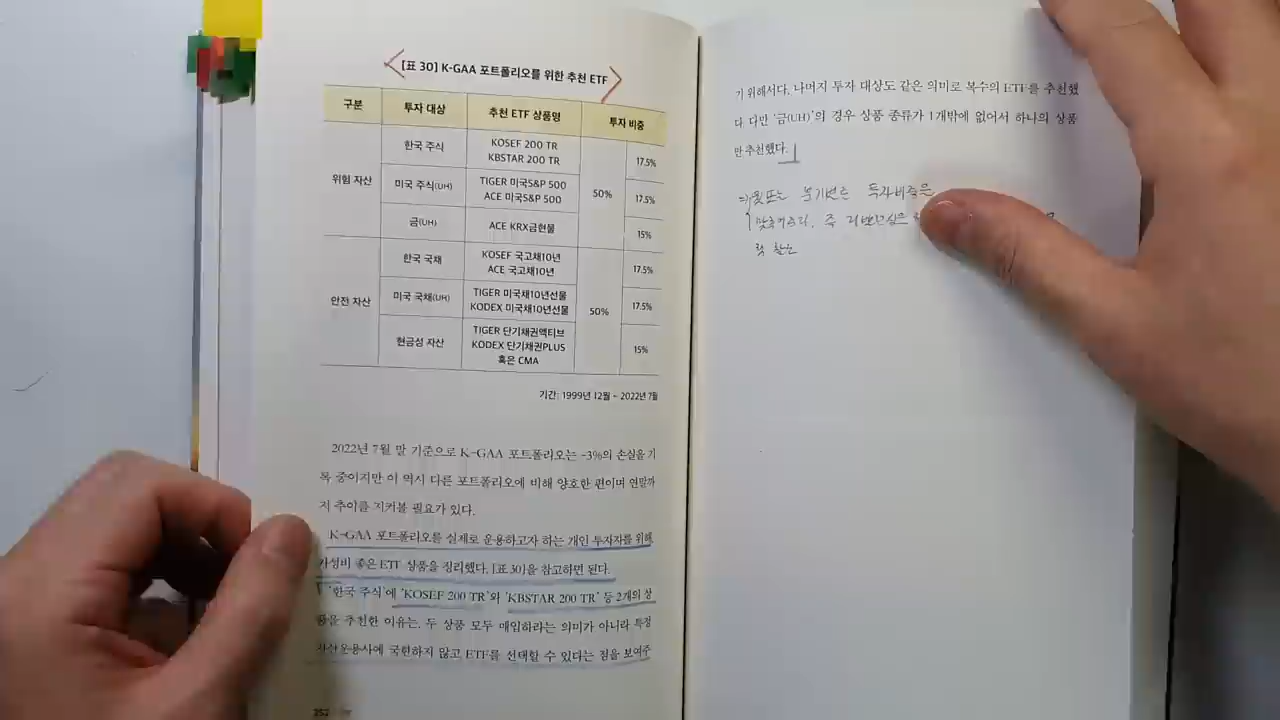 [표 30] K-GAA 포트폴리오를 위한 추천 ETF
구분 투자 대상 추천 ETF 상품명 투자 비중
위험 자산 50%
한국 주식 KOSEF 200 TR 17.5%
KBSTAR 200 TR
미국 주식(UH) TIGER 미국S&P 500 17.5%
ACE 미국S&P 500
금(UH) ACE KRX금현물 15%
안전 자산 50%
한국 국채 KOSEF 국고채10년 17.5%
ACE 국고채10년
미국 국채(UH) TIGER 미국채10년선물 17.5%
KODEX 미국채10년선물
현금성 자산 TIGER 단기채권액티브 15%
KODEX 단기채권PLUS
혹은 CMA
기간: 1999년 12월 ~ 2022년 7월
2022년 7월 말 기준으로 K-GAA 포트폴리오는 -3%의 손실을 기
록 중이지만 이 역시 다른 포트폴리오에 비해 양호한 편이며 연말까
지 추이를 지켜볼 필요가 있다.
K-GAA 포트폴리오를 실제로 운용하고자 하는 개인 투자자를 위해
가성비 좋은 ETF 상품을 정리했다. [표 30]을 참고하면 된다.
'한국 주식'에 'KOSEF 200 TR'와 'KBSTAR 200 TR' 등 2개의 상
품을 추천한 이유는, 두 상품 모두 매입하라는 의미가 아니라 특정
자산운용사에 국한하지 않고 ETF를 선택할 수 있다는 점을 보여주
252
기 위해서다. 나머지 투자 대상도 같은 의미로 복수의 ETF를 추천했
다. 다만 '금(UH)'의 경우 상품 종류가 1개밖에 없어서 하나의 상품
만 추천했다.
또는 투자비중은
즉 리밸런싱은